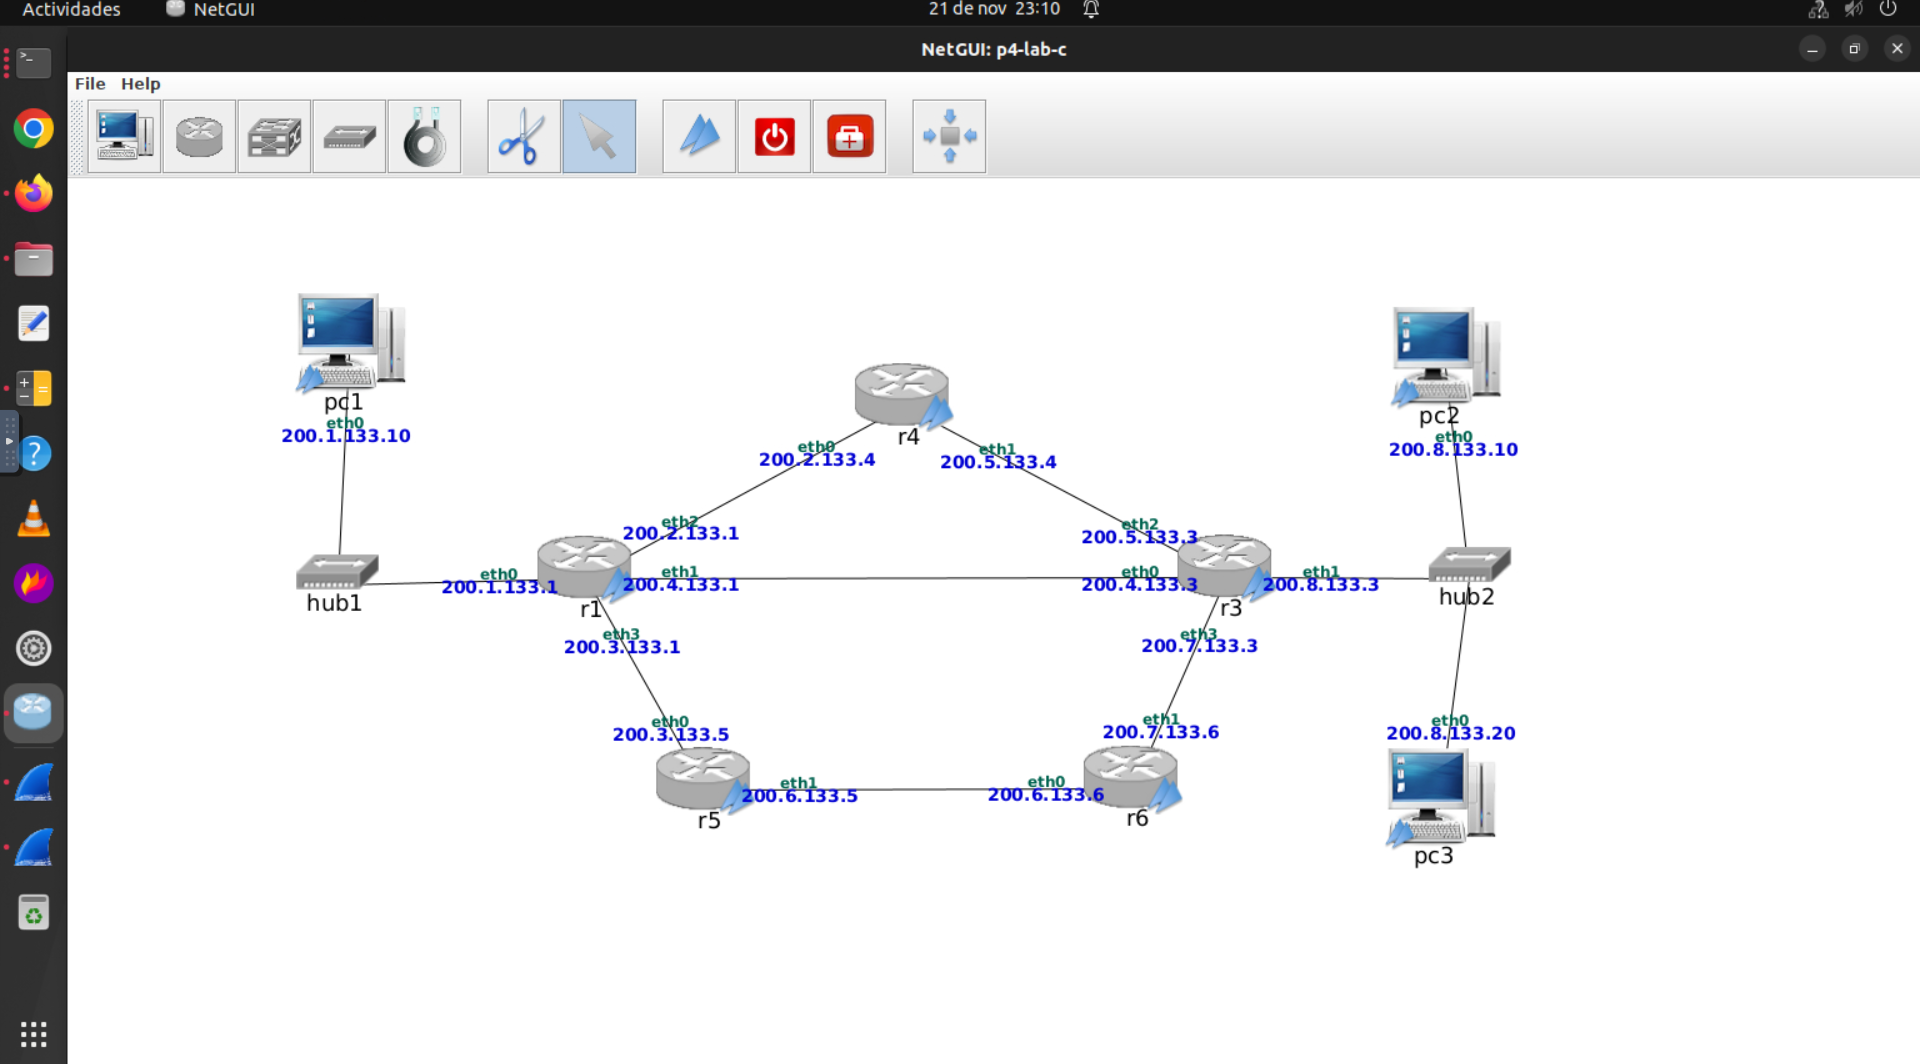 Actividades NetGUI 21 de nov 23:10
NetGUI: p4-lab-c
File Help
pc1
eth0
200.1.133.10
pc2
eth0
200.8.133.10
r4
eth0
200.2.133.4
eth1
200.5.133.4
eth2
200.2.133.1
eth2
200.5.133.3
hub1
eth0
200.1.133.1
r1
eth1
200.4.133.1
eth0
200.4.133.3
r3
eth1
200.8.133.3
hub2
eth3
200.3.133.1
eth3
200.7.133.3
eth0
200.3.133.5
eth1
200.7.133.6
eth0
200.8.133.20
r5
eth1
200.6.133.5
eth0
200.6.133.6
r6
pc3